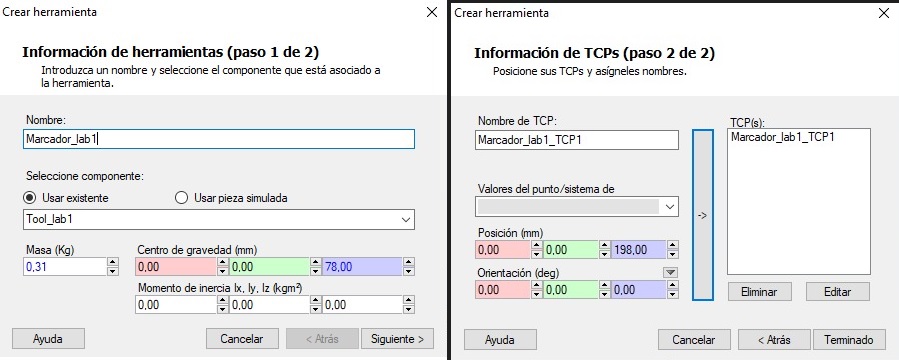 Crear herramienta
Información de herramientas (paso 1 de 2)
Introduzca un nombre y seleccione el componente que está asociado a
la herramienta.
Nombre:
Marcador_lab1
Seleccione componente:
Usar existente
Usar pieza simulada
Tool_lab1
Masa (Kg)
Centro de gravedad (mm)
0,31
0,00
0,00
78,00
Momento de inercia Ix, Iy, Iz (kgm²)
0,00
0,00
0,00
Ayuda
Cancelar
< Atrás
Siguiente >
Crear herramienta
Información de TCPs (paso 2 de 2)
Posicione sus TCPs y asígneles nombres.
Nombre de TCP:
Marcador_lab1_TCP1
Valores del punto/sistema de
Posición (mm)
0,00
0,00
198,00
Orientación (deg)
0,00
0,00
0,00
->
TCP(s):
Marcador_lab1_TCP1
Eliminar
Editar
Ayuda
Cancelar
< Atrás
Terminado